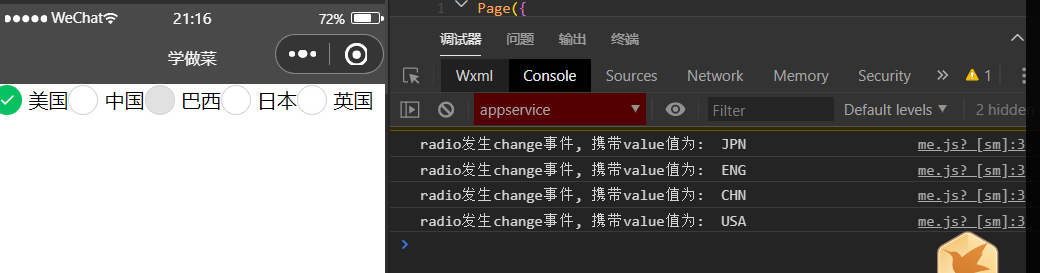 WeChat 21:16 72%
学做菜
美国 中国 巴西 日本 英国
1 Page({
调试器 问题 输出 终端
Wxml Console Sources Network Memory Security » 1
appservice ▼ Filter Default levels ▼ 2 hidden
radio发生change事件, 携带value值为: JPN me.js? [sm]:3
radio发生change事件, 携带value值为: ENG me.js? [sm]:3
radio发生change事件, 携带value值为: CHN me.js? [sm]:3
radio发生change事件, 携带value值为: USA me.js? [sm]:3